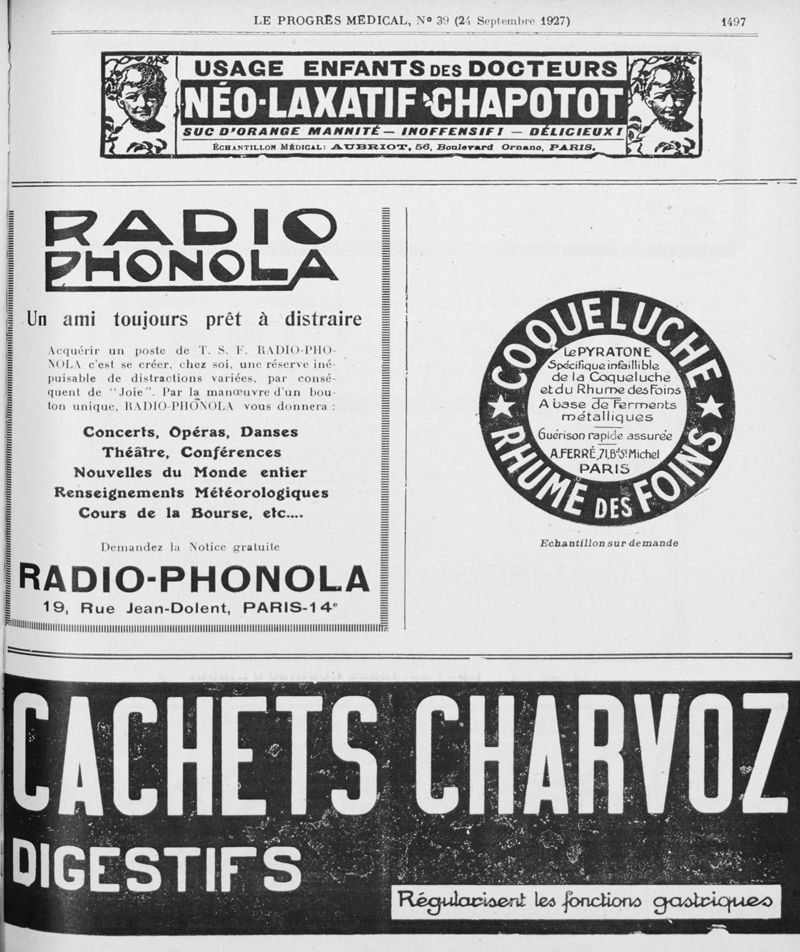 LE PROGRÈS MÉDICAL, Nº 39 (24 Septembre 1927) 1497
USAGE ENFANTS DES DOCTEURS
NÉO-LAXATIF CHAPOTOT
SUC D'ORANGE MANNITÉ — INOFFENSIF! — DÉLICIEUX!
ÉCHANTILLON MÉDICAL: AUBRIOT, 56, Boulevard Ornano, PARIS.
RADIO
PHONOLA
Un ami toujours prêt à distraire
Acquérir un poste de T. S. F. RADIO-PHO-
NOLA c'est se créer, chez soi, une réserve iné-
puisable de distractions variées, par consé-
quent de "Joie". Par la manœuvre d'un bou-
ton unique, RADIO-PHONOLA vous donnera :
Concerts, Opéras, Danses
Théâtre, Conférences
Nouvelles du Monde entier
Renseignements Météorologiques
Cours de la Bourse, etc....
Demandez la Notice gratuite
RADIO-PHONOLA
19, Rue Jean-Dolent, PARIS-14e
COQUELUCHE
Le PYRATONE
Spécifique infaillible
de la Coqueluche
et du Rhume des Foins
A base de Ferments
métalliques
Guérison rapide assurée
A. FERRÉ, 71, Bd St Michel
PARIS
RHUME DES FOINS
Echantillon sur demande
CACHETS CHARVOZ
DIGESTIFS
Régularisent les fonctions gastriques